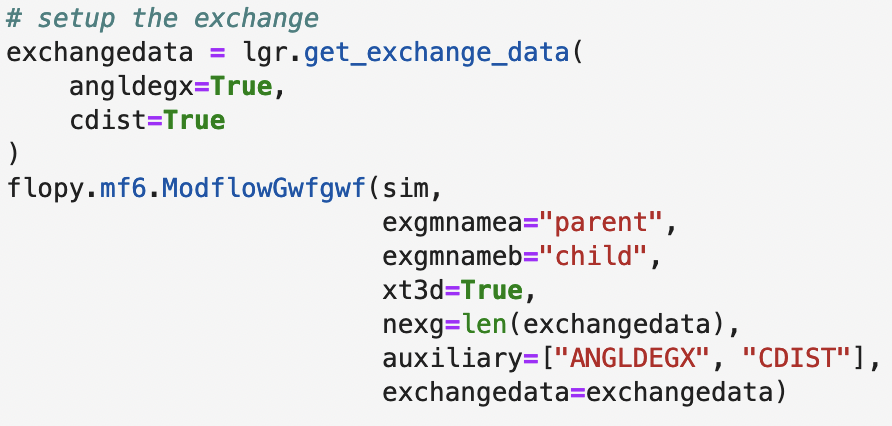 # setup the exchange
exchangedata = lgr.get_exchange_data(
    angldegx=True,
    cdist=True
)
flopy.mf6.ModflowGwfgwf(sim,
                        exgmnamea="parent",
                        exgmnameb="child",
                        xt3d=True,
                        nexg=len(exchangedata),
                        auxiliary=["ANGLDEGX", "CDIST"],
                        exchangedata=exchangedata)